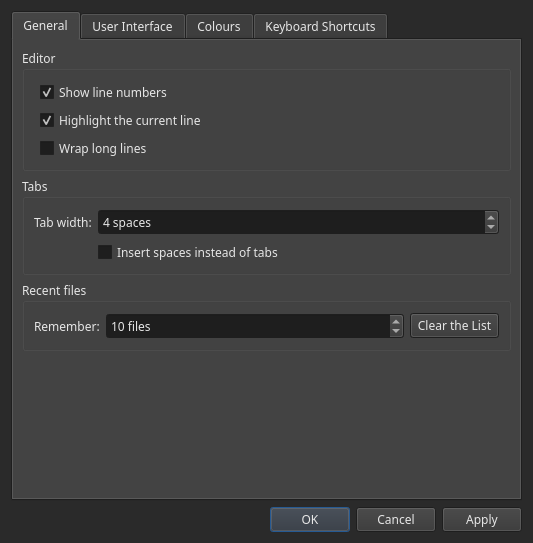 General User Interface Colours Keyboard Shortcuts
Editor
Show line numbers
Highlight the current line
Wrap long lines
Tabs
Tab width: 4 spaces
Insert spaces instead of tabs
Recent files
Remember: 10 files Clear the List
OK Cancel Apply